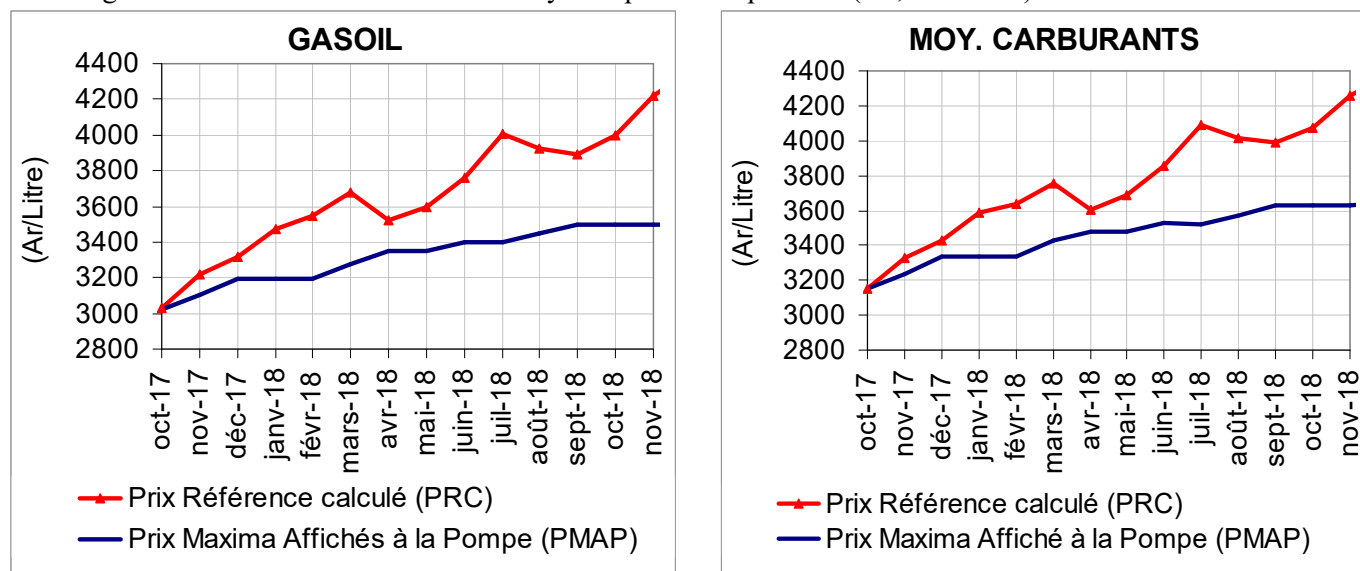 GASOIL
(Ar/Litre)
4400
4200
4000
3800
3600
3400
3200
3000
2800
oct-17
nov-17
déc-17
janv-18
févr-18
mars-18
avr-18
mai-18
juin-18
juil-18
août-18
sept-18
oct-18
nov-18
Prix Référence calculé (PRC)
Prix Maxima Affichés à la Pompe (PMAP)
MOY. CARBURANTS
(Ar/Litre)
4400
4200
4000
3800
3600
3400
3200
3000
2800
oct-17
nov-17
déc-17
janv-18
févr-18
mars-18
avr-18
mai-18
juin-18
juil-18
août-18
sept-18
oct-18
nov-18
Prix Référence calculé (PRC)
Prix Maxima Affiché à la Pompe (PMAP)